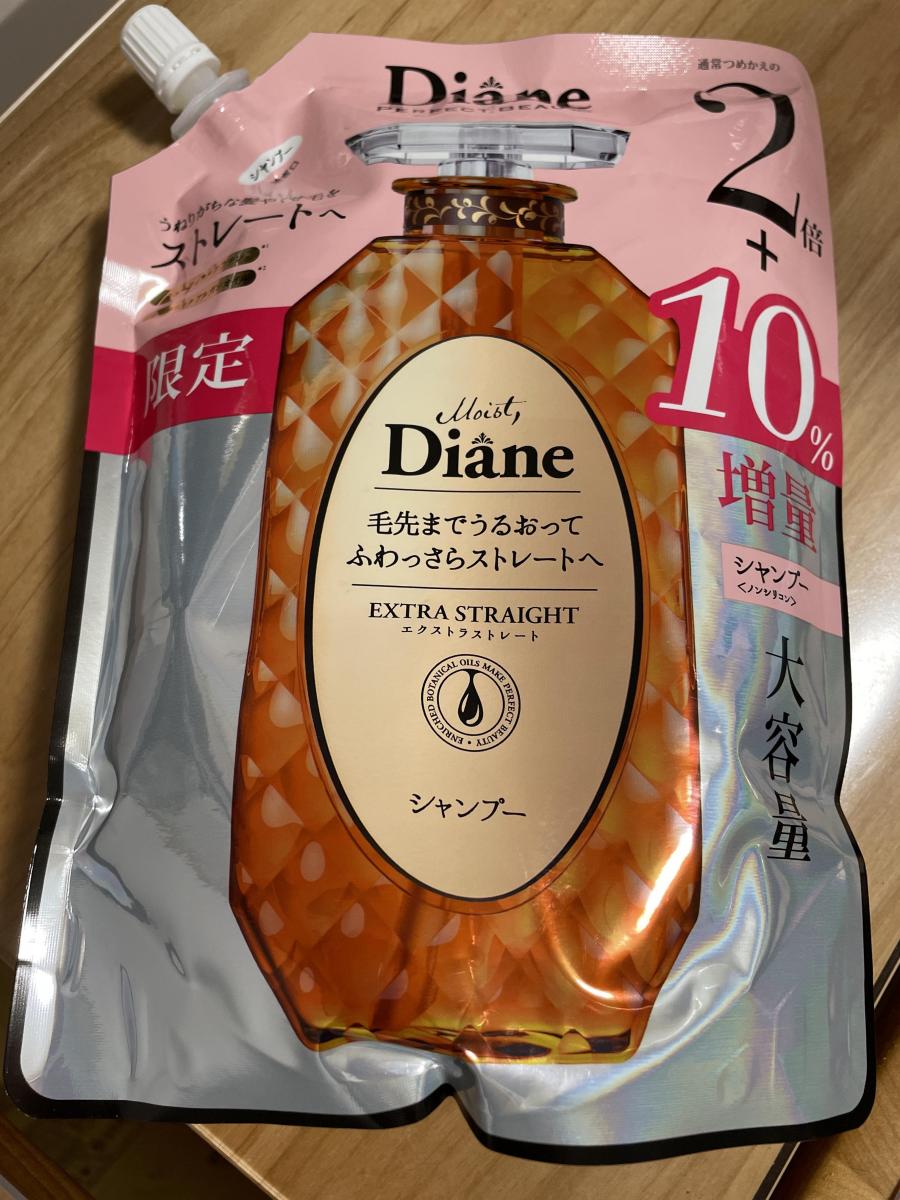 Diane
PERFECT BEAUTY
通常つめかえの
2倍
+
10%
増量
シャンプー
ストレートへ
限定
Moist,
Diane
毛先までうるおって
ふわっさらストレートへ
EXTRA STRAIGHT
エクストラストレート
ENRICHED BOTANICAL OILS MAKE PERFECT BEAUTY
シャンプー
シャンプー
<ノンシリコン>
大容量